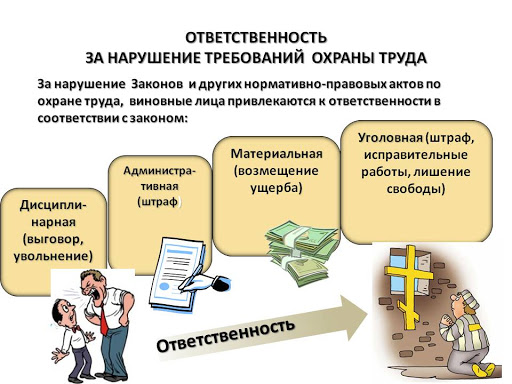 ОТВЕТСТВЕННОСТЬ
ЗА НАРУШЕНИЕ ТРЕБОВАНИЙ ОХРАНЫ ТРУДА
За нарушение Законов и других нормативно-правовых актов по
охране труда, виновные лица привлекаются к ответственности в
соответствии с законом:
Дисципли-
нарная
(выговор,
увольнение)
Администра-
тивная
(штраф)
Материальная
(возмещение
ущерба)
Уголовная (штраф,
исправительные
работы, лишение
свободы)
Ответственность